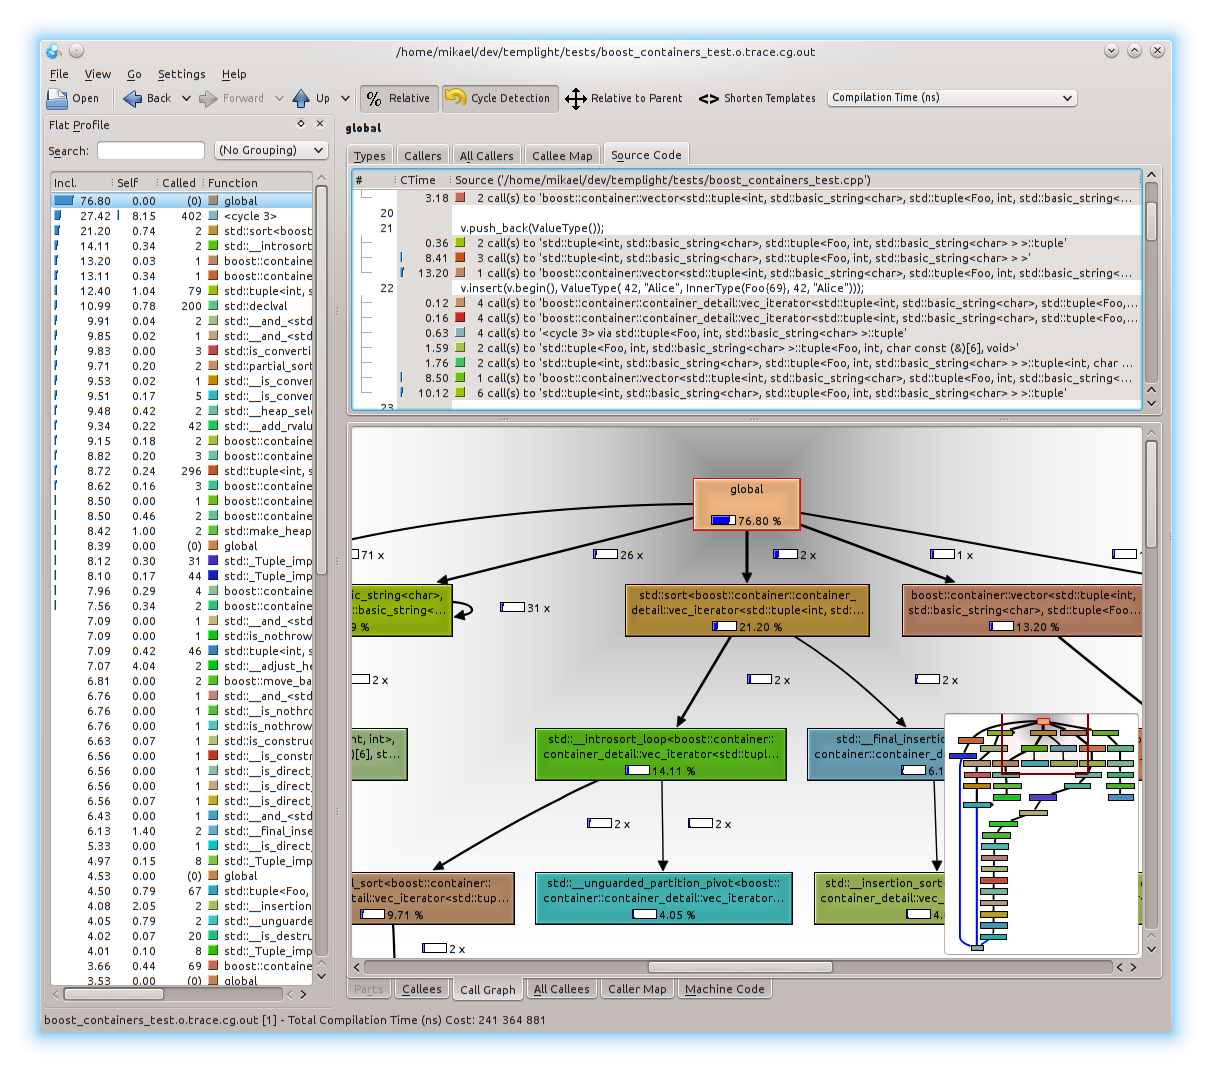 /home/mikael/dev/templight/tests/boost_containers_test.o.trace.cg.out
File View Go Settings Help
Open Back Forward Up % Relative Cycle Detection Relative to Parent <> Shorten Templates Compilation Time (ns)
Flat Profile
Search: (No Grouping)
Incl. Self Called Function
76.80 0.00 (0) global
27.42 8.15 402 <cycle 3>
21.20 0.74 2 std::sort<boost
14.11 0.34 2 std::__introsort
13.20 0.03 1 boost::containe
13.11 0.34 1 boost::containe
12.40 1.04 79 std::tuple<int, s
10.99 0.78 200 std::declval
9.91 0.04 2 std::__and_<std
9.85 0.02 1 std::__and_<std
9.83 0.00 3 std::is_converti
9.71 0.20 2 std::partial_sort
9.53 0.02 1 std::__is_conver
9.51 0.17 5 std::__is_conver
9.48 0.42 2 std::__heap_sele
9.34 0.22 42 std::__add_rvalu
9.15 0.18 2 boost::containe
8.82 0.20 3 boost::containe
8.72 0.24 296 std::tuple<int, s
8.62 0.16 3 boost::containe
8.50 0.00 1 boost::containe
8.50 0.46 2 boost::containe
8.42 1.00 2 std::make_heap
8.39 0.00 (0) global
8.12 0.30 31 std::_Tuple_imp
8.10 0.17 44 std::_Tuple_imp
7.96 0.29 4 boost::containe
7.56 0.34 2 boost::containe
7.09 0.00 1 std::__and_<std
7.09 0.00 1 std::is_nothrow
7.09 0.42 46 std::tuple<int, s
7.07 4.04 2 std::__adjust_he
6.81 0.00 2 boost::move_ba
6.76 0.00 1 std::__and_<std
6.76 0.00 1 std::__is_nothro
6.76 0.00 1 std::is_nothrow
6.63 0.07 1 std::is_construc
6.56 0.00 1 std::__is_constr
6.56 0.00 1 std::__is_direct_
6.56 0.00 1 std::__is_direct_
6.56 0.07 1 std::__is_direct_
6.43 0.00 1 std::__and_<std
6.13 1.40 2 std::__final_inse
5.33 0.00 1 std::__is_direct_
4.97 0.15 8 std::_Tuple_imp
4.53 0.00 (0) global
4.50 0.79 67 std::tuple<Foo,
4.08 2.05 2 std::__insertion
4.05 0.79 2 std::__unguarde
4.02 0.07 20 std::__is_destru
4.01 0.10 8 std::_Tuple_imp
3.66 0.44 69 boost::containe
3.53 0.00 (0) global
global
Types Callers All Callers Callee Map Source Code
# CTime Source ('/home/mikael/dev/templight/tests/boost_containers_test.cpp')
3.18 2 call(s) to 'boost::container::vector<std::tuple<int, std::basic_string<char>, std::tuple<Foo, int, std::basic_string<...
20
21 v.push_back(ValueType());
0.36 2 call(s) to 'std::tuple<int, std::basic_string<char>, std::tuple<Foo, int, std::basic_string<char> > >::tuple'
8.41 3 call(s) to 'boost::container::vector<std::tuple<int, std::basic_string<char>, std::tuple<Foo, int, std::basic_string<char> > >'
13.20 1 call(s) to 'boost::container::vector<std::tuple<int, std::basic_string<char>, std::tuple<Foo, int, std::basic_string<...
22 v.insert(v.begin(), ValueType( 42, "Alice", InnerType(Foo{69}, 42, "Alice")));
0.12 4 call(s) to 'boost::container::container_detail::vec_iterator<std::tuple<int, std::basic_string<char>, std::tuple<Foo,...
0.16 4 call(s) to 'boost::container::container_detail::vec_iterator<std::tuple<int, std::basic_string<char>, std::tuple<Foo,...
0.63 4 call(s) to '<cycle 3> via std::tuple<Foo, int, std::basic_string<char> >::tuple'
1.59 2 call(s) to 'std::tuple<Foo, int, std::basic_string<char> >::tuple<Foo, int, char const (&)[6], void>'
1.76 2 call(s) to 'std::tuple<int, std::basic_string<char>, std::tuple<Foo, int, std::basic_string<char> > >::tuple<int, char ...
8.50 1 call(s) to 'boost::container::vector<std::tuple<int, std::basic_string<char>, std::tuple<Foo, int, std::basic_string<...
10.12 6 call(s) to 'std::tuple<int, std::basic_string<char>, std::tuple<Foo, int, std::basic_string<char> > >::tuple'
23
global
76.80 %
71 x 26 x 2 x 1 x
ic_string<char>,
::basic_string<...
9 %
31 x
std::sort<boost::container::container_
detail::vec_iterator<std::tuple<int, std:...
21.20 %
boost::container::vector<std::tuple<int,
std::basic_string<char>, std::tuple<Foo...
13.20 %
2 x 2 x 2 x
nt, int>,
)[6], st...
std::__introsort_loop<boost::container::
container_detail::vec_iterator<std::tupl...
14.11 %
std::__final_insertio
container::container_d
6.1
2 x 2 x
l_sort<boost::container::
tail::vec_iterator<std::tup...
9.71 %
std::__unguarded_partition_pivot<boost::
container::container_detail::vec_iterator...
4.05 %
std::__insertion_sort
container_detail::vec_
4.0
2 x
Parts Callees Call Graph All Callees Caller Map Machine Code
boost_containers_test.o.trace.cg.out [1] - Total Compilation Time (ns) Cost: 241 364 881